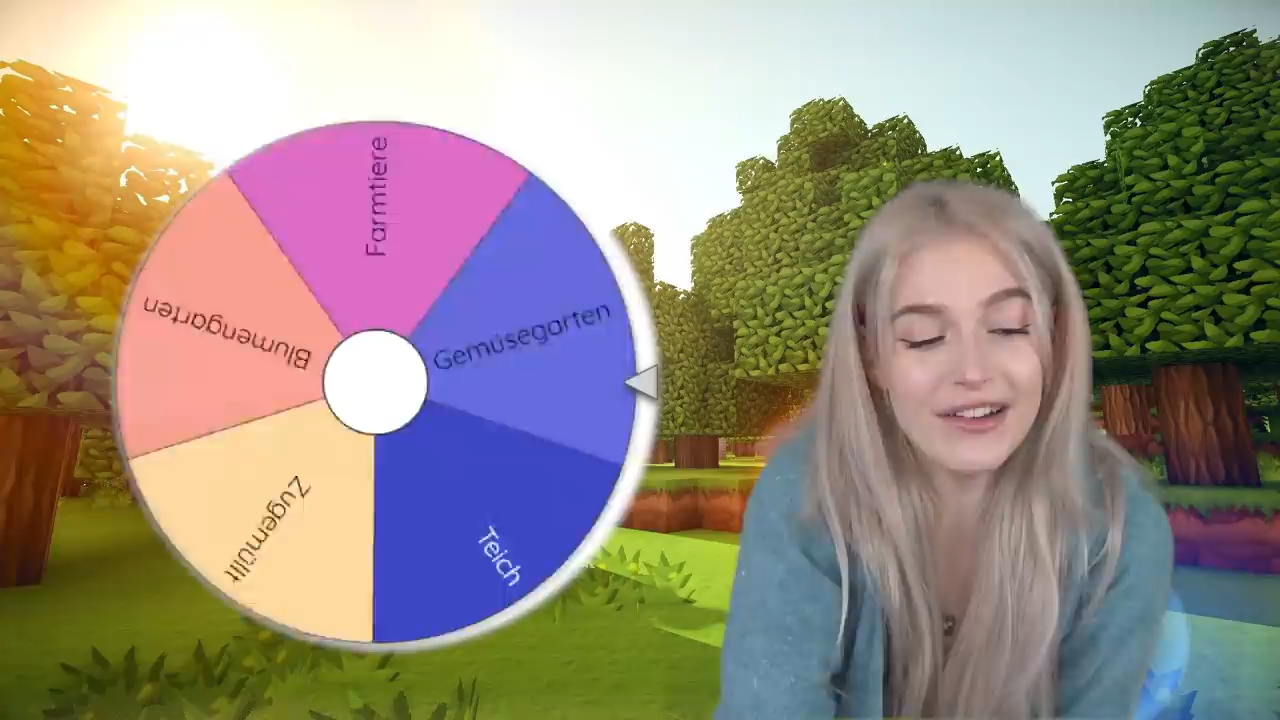 Farmtiere
Gemüsegarten
Teich
Zugemüllt
Blumengarten